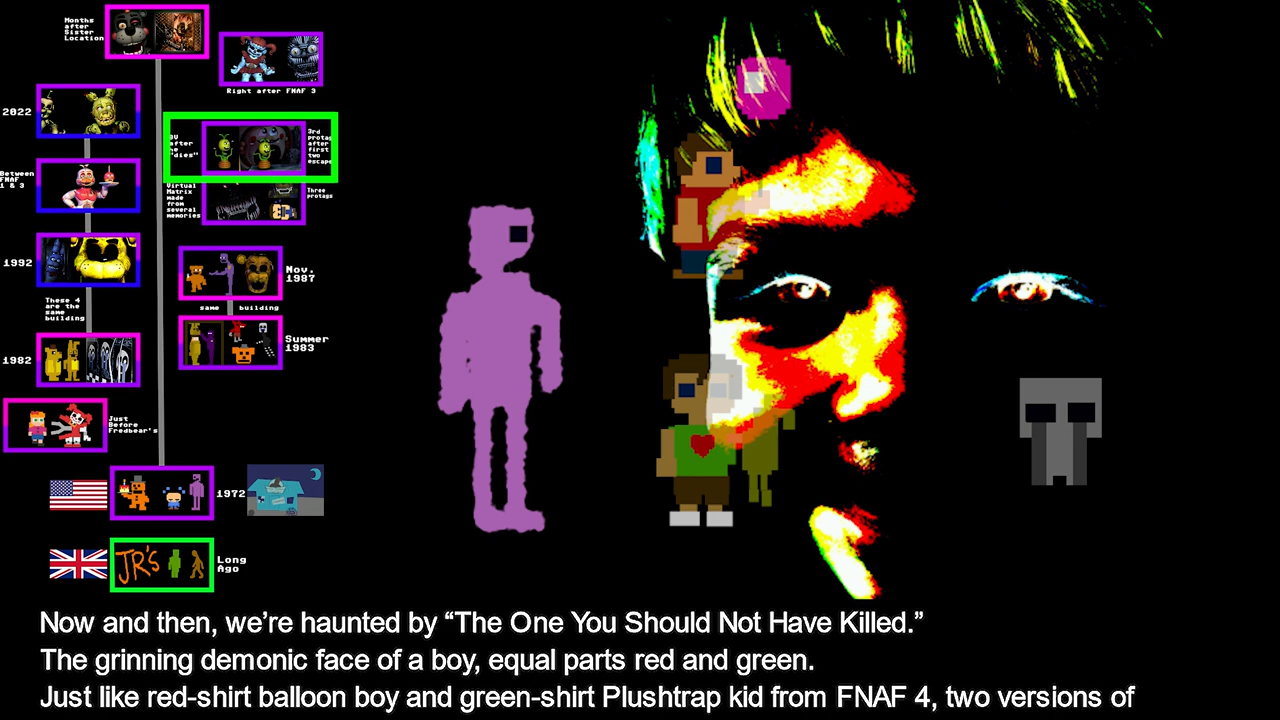 Months
after
Sister
Location
Right after FNAF 3
2022
after
"dies"
3rd
protag
after
first
two
escape
Between
FNAF
1 & 3
Virtual
Matrix
made
from
several
memories
Three
protags
1992
Nov.
1987
These 4
are the
same
building
same building
Summer
1983
1982
Just
Before
Fredbear's
1972
JR's
Long
Ago
Now and then, we're haunted by “The One You Should Not Have Killed.”
The grinning demonic face of a boy, equal parts red and green.
Just like red-shirt balloon boy and green-shirt Plushtrap kid from FNAF 4, two versions of